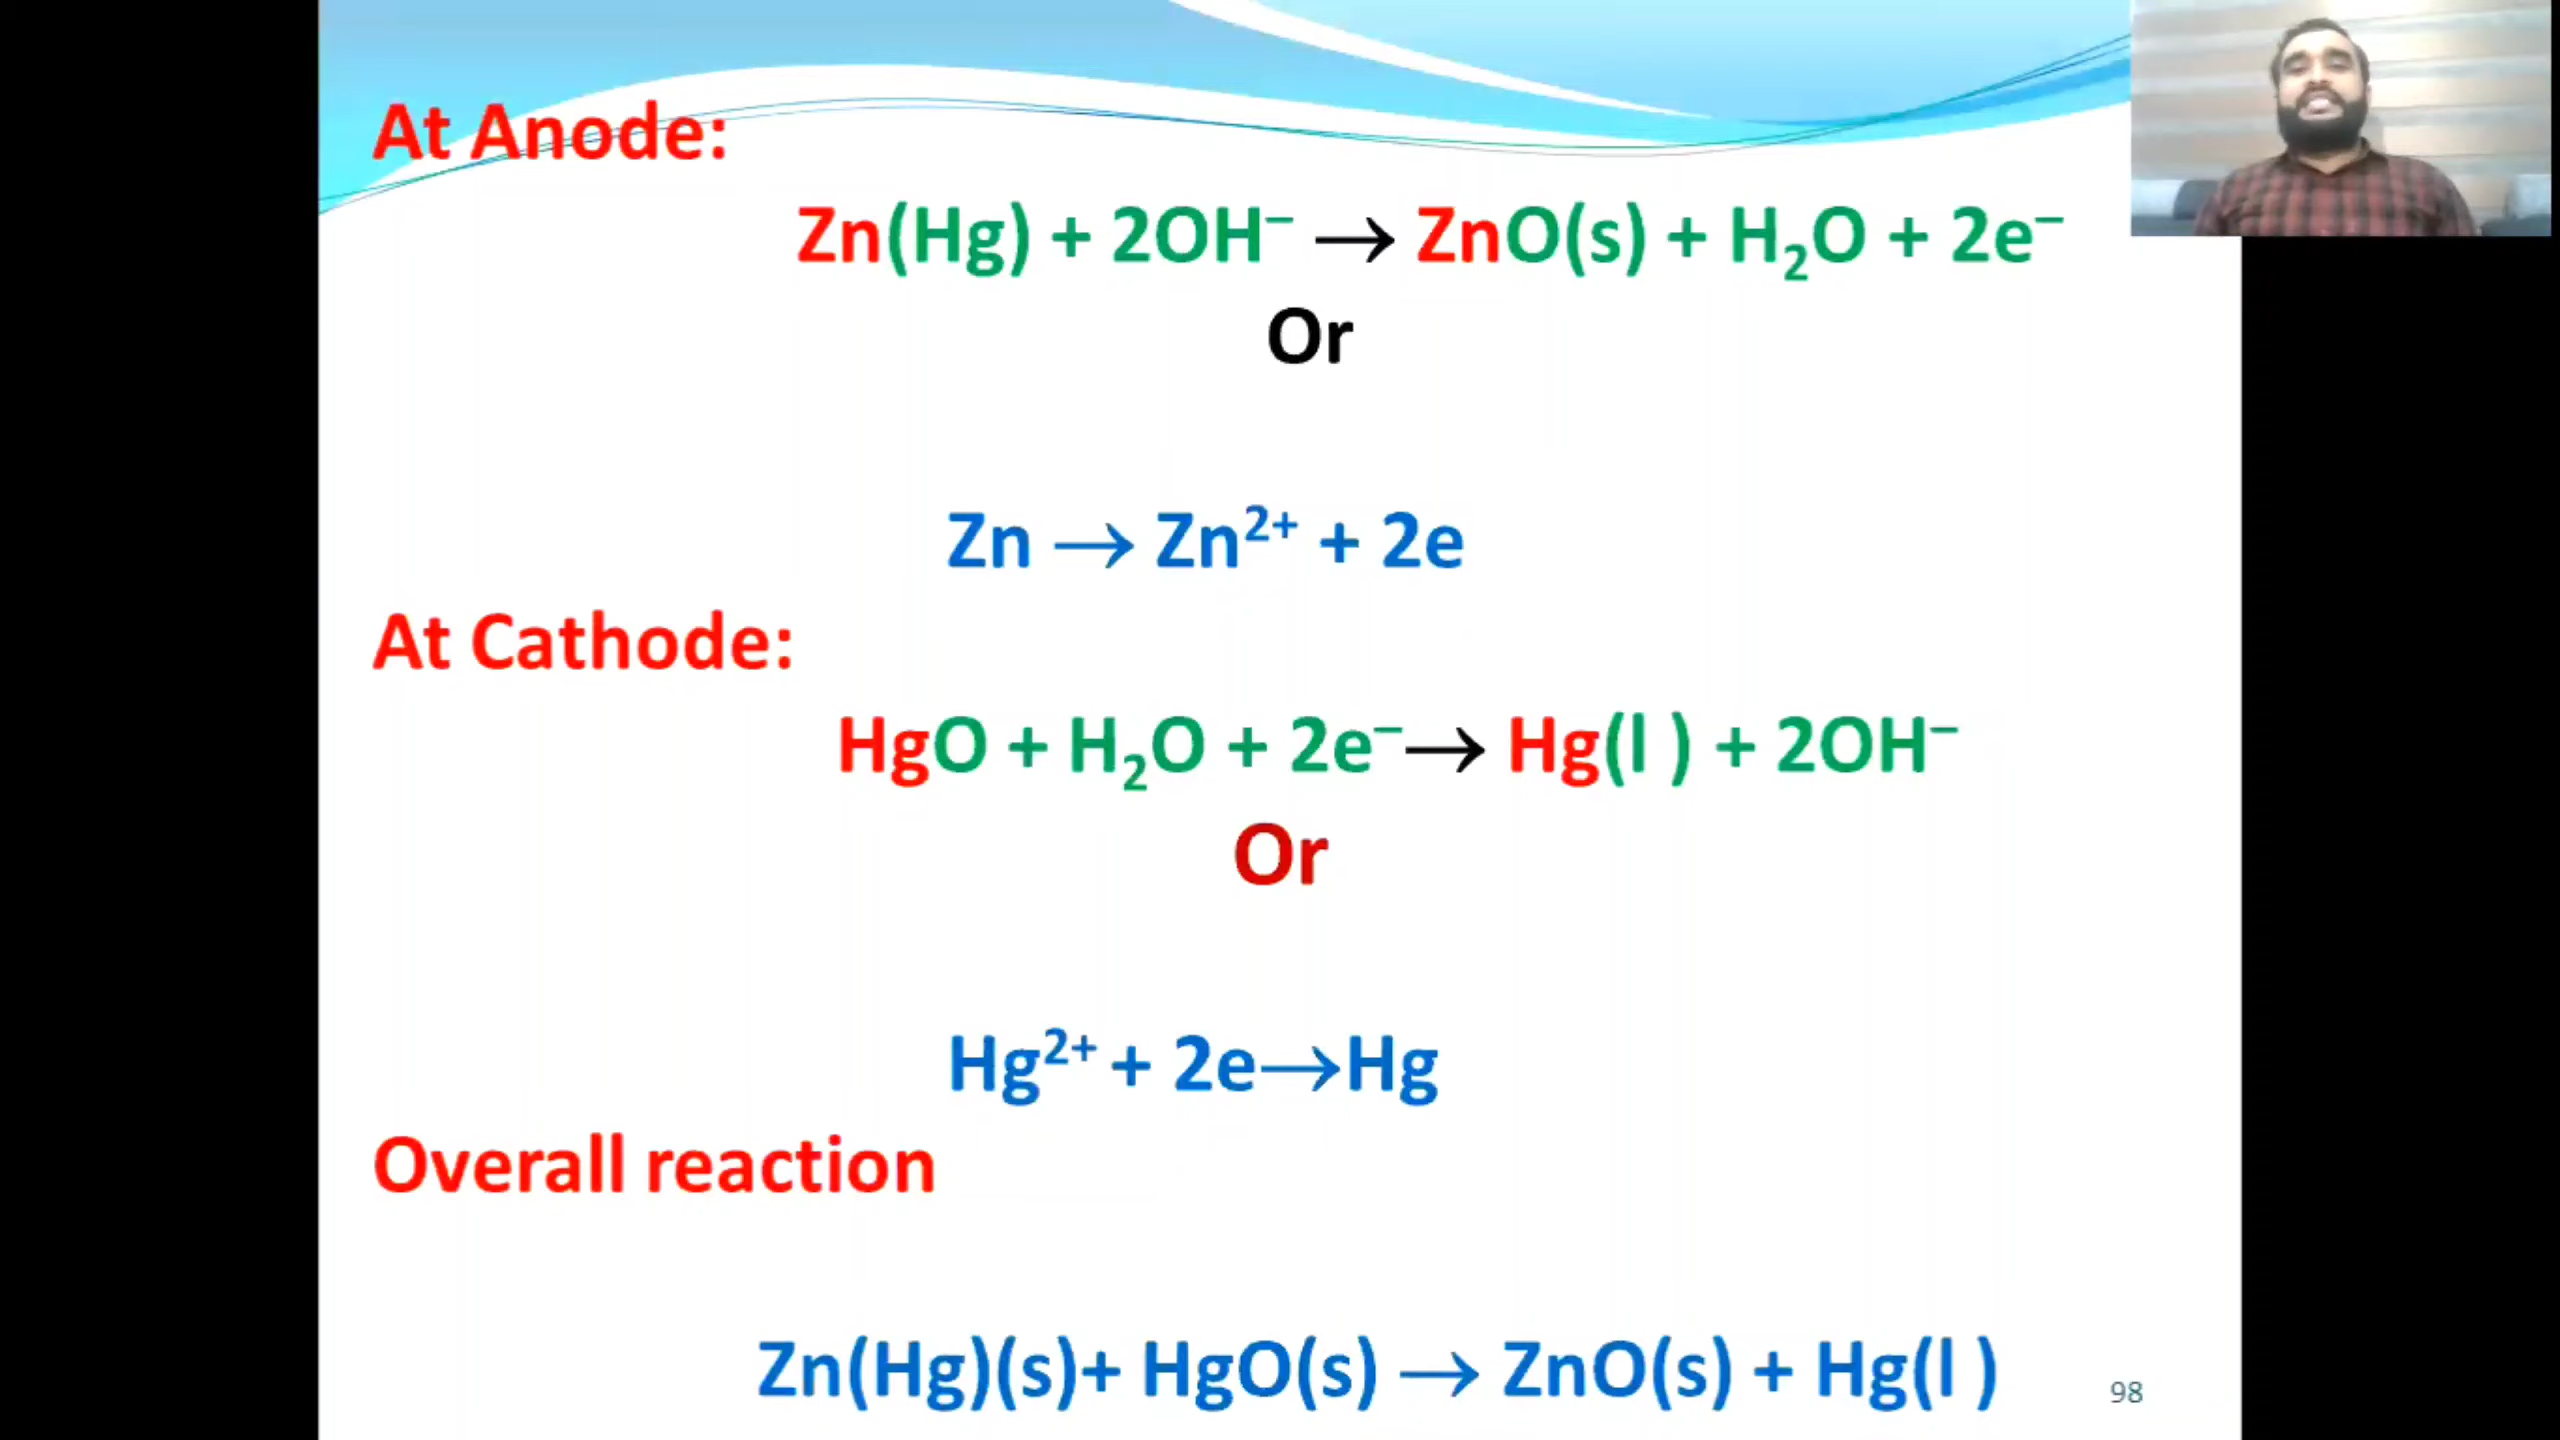 At Anode:
Zn(Hg) + 2OH⁻ → ZnO(s) + H₂O + 2e⁻
Or
Zn → Zn²⁺ + 2e
At Cathode:
HgO + H₂O + 2e⁻→ Hg(l ) + 2OH⁻
Or
Hg²⁺ + 2e→Hg
Overall reaction
Zn(Hg)(s)+ HgO(s) → ZnO(s) + Hg(l )
98